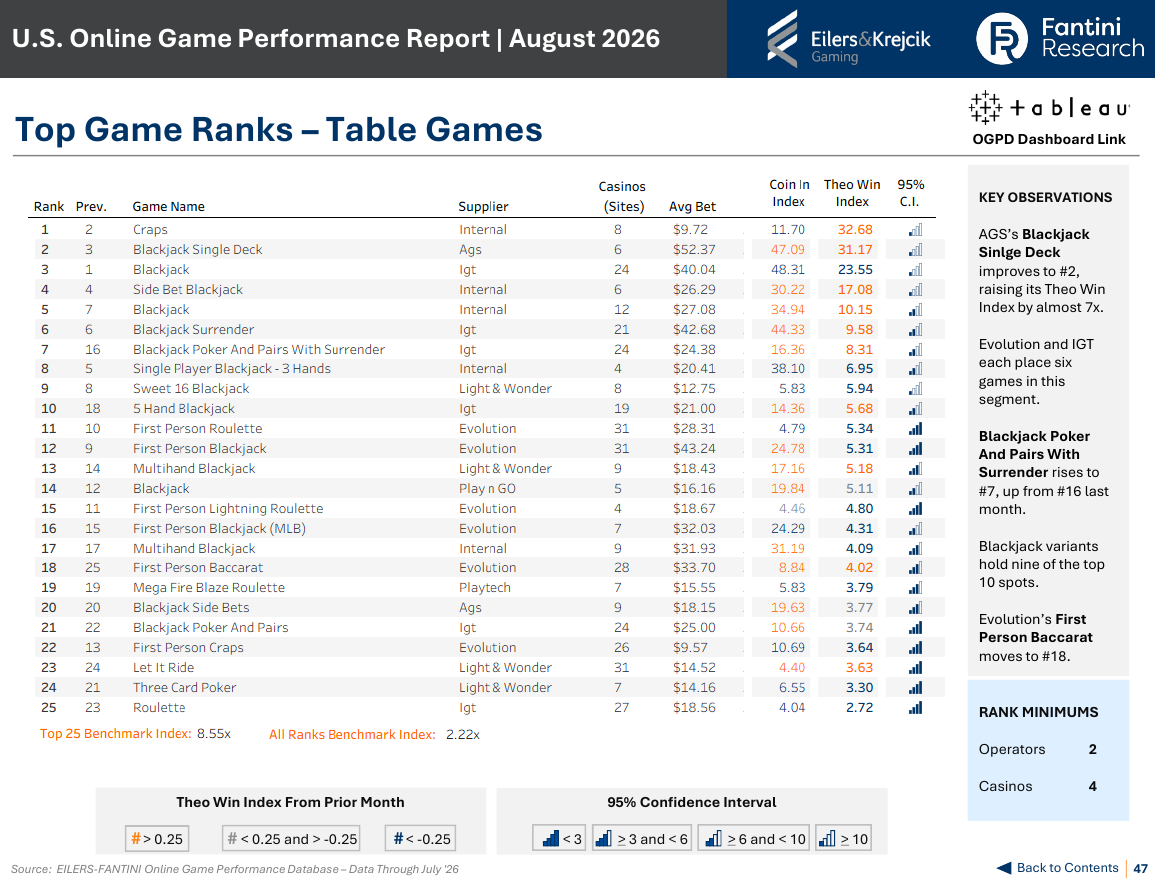 U.S. Online Game Performance Report | August 2026
Eilers&Krejcik
Gaming
Fantini
Research
Top Game Ranks – Table Games
+ a b l e a u
OGPD Dashboard Link
Rank Prev. Game Name Supplier Casinos (Sites) Avg Bet Coin In Index Theo Win Index 95% C.I.
1 2 Craps Internal 8 $9.72 11.70 32.68
2 3 Blackjack Single Deck Ags 6 $52.37 47.09 31.17
3 1 Blackjack Igt 24 $40.04 48.31 23.55
4 4 Side Bet Blackjack Internal 6 $26.29 30.22 17.08
5 7 Blackjack Internal 12 $27.08 34.94 10.15
6 6 Blackjack Surrender Igt 21 $42.68 44.33 9.58
7 16 Blackjack Poker And Pairs With Surrender Igt 24 $24.38 16.36 8.31
8 5 Single Player Blackjack - 3 Hands Internal 4 $20.41 38.10 6.95
9 8 Sweet 16 Blackjack Light & Wonder 8 $12.75 5.83 5.94
10 18 5 Hand Blackjack Igt 19 $21.00 14.36 5.68
11 10 First Person Roulette Evolution 31 $28.31 4.79 5.34
12 9 First Person Blackjack Evolution 31 $43.24 24.78 5.31
13 14 Multihand Blackjack Light & Wonder 9 $18.43 17.16 5.18
14 12 Blackjack Play n GO 5 $16.16 19.84 5.11
15 11 First Person Lightning Roulette Evolution 4 $18.67 4.46 4.80
16 15 First Person Blackjack (MLB) Evolution 7 $32.03 24.29 4.31
17 17 Multihand Blackjack Internal 9 $31.93 31.19 4.09
18 25 First Person Baccarat Evolution 28 $33.70 8.84 4.02
19 19 Mega Fire Blaze Roulette Playtech 7 $15.55 5.83 3.79
20 20 Blackjack Side Bets Ags 9 $18.15 19.63 3.77
21 22 Blackjack Poker And Pairs Igt 24 $25.00 10.66 3.74
22 13 First Person Craps Evolution 26 $9.57 10.69 3.64
23 24 Let It Ride Light & Wonder 31 $14.52 4.40 3.63
24 21 Three Card Poker Light & Wonder 7 $14.16 6.55 3.30
25 23 Roulette Igt 27 $18.56 4.04 2.72
Top 25 Benchmark Index: 8.55x All Ranks Benchmark Index: 2.22x
KEY OBSERVATIONS
AGS's Blackjack
Sinlge Deck
improves to #2,
raising its Theo Win
Index by almost 7x.
Evolution and IGT
each place six
games in this
segment.
Blackjack Poker
And Pairs With
Surrender rises to
#7, up from #16 last
month.
Blackjack variants
hold nine of the top
10 spots.
Evolution's First
Person Baccarat
moves to #18.
RANK MINIMUMS
Operators 2
Casinos 4
Theo Win Index From Prior Month
# > 0.25 # < 0.25 and > -0.25 # < -0.25
95% Confidence Interval
< 3 ≥ 3 and < 6 ≥ 6 and < 10 ≥ 10
Source: EILERS-FANTINI Online Game Performance Database – Data Through July '26
Back to Contents | 47